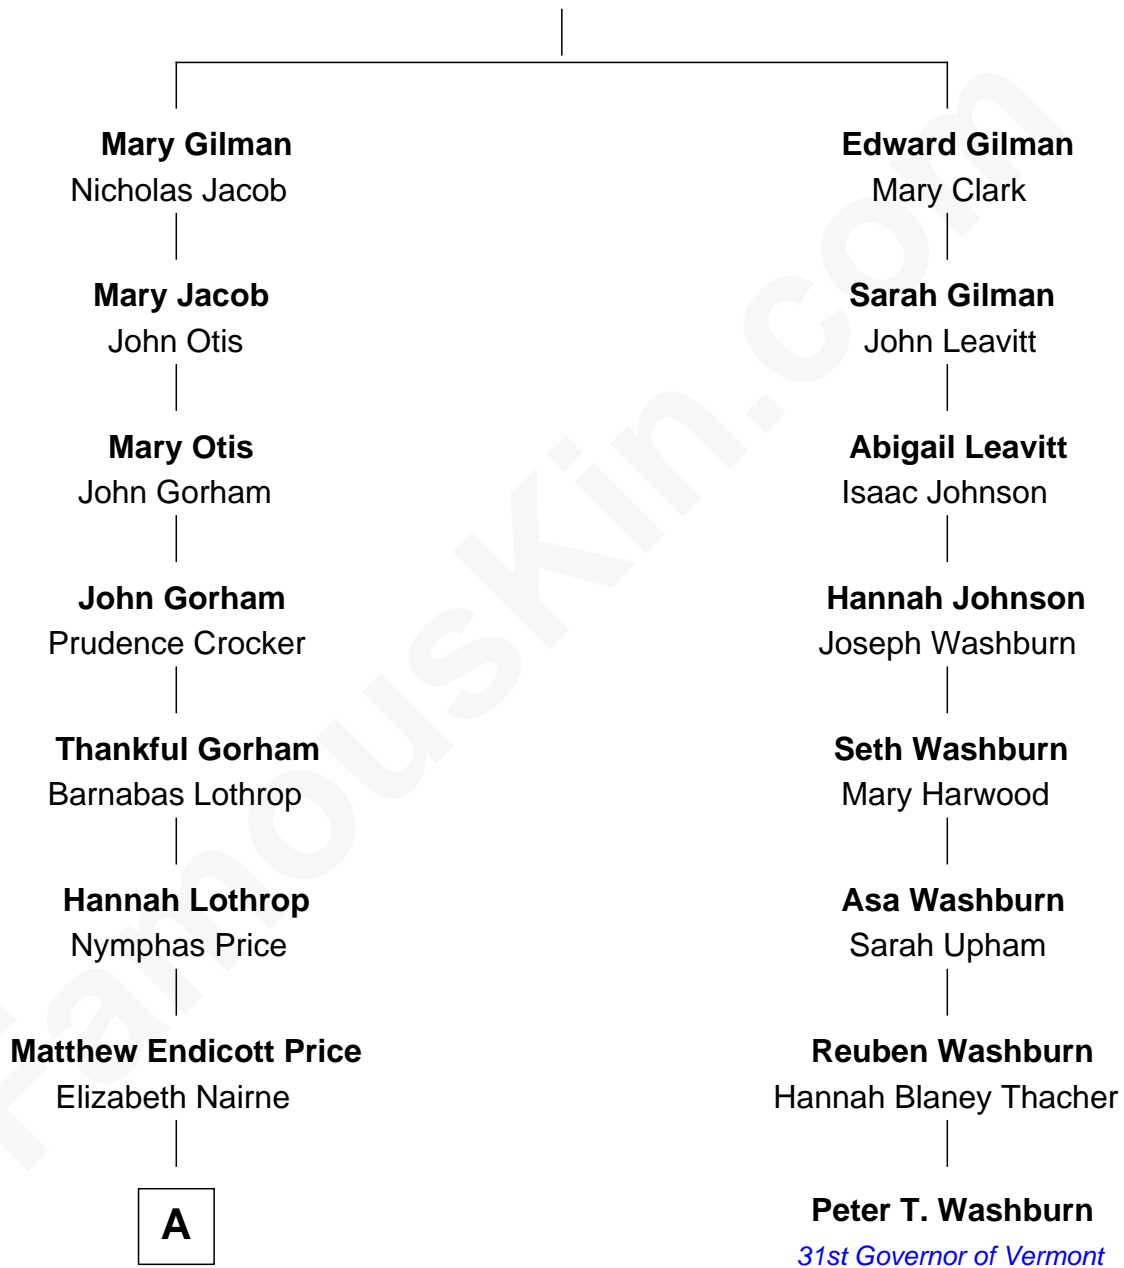 Mary Gilman
Nicholas Jacob
Mary Jacob
John Otis
Mary Otis
John Gorham
John Gorham
Prudence Crocker
Thankful Gorham
Barnabas Lothrop
Hannah Lothrop
Nymphas Price
Matthew Endicott Price
Elizabeth Nairne
A
Edward Gilman
Mary Clark
Sarah Gilman
John Leavitt
Abigail Leavitt
Isaac Johnson
Hannah Johnson
Joseph Washburn
Seth Washburn
Mary Harwood
Asa Washburn
Sarah Upham
Reuben Washburn
Hannah Blaney Thacher
Peter T. Washburn
31st Governor of Vermont
FamousKin.com